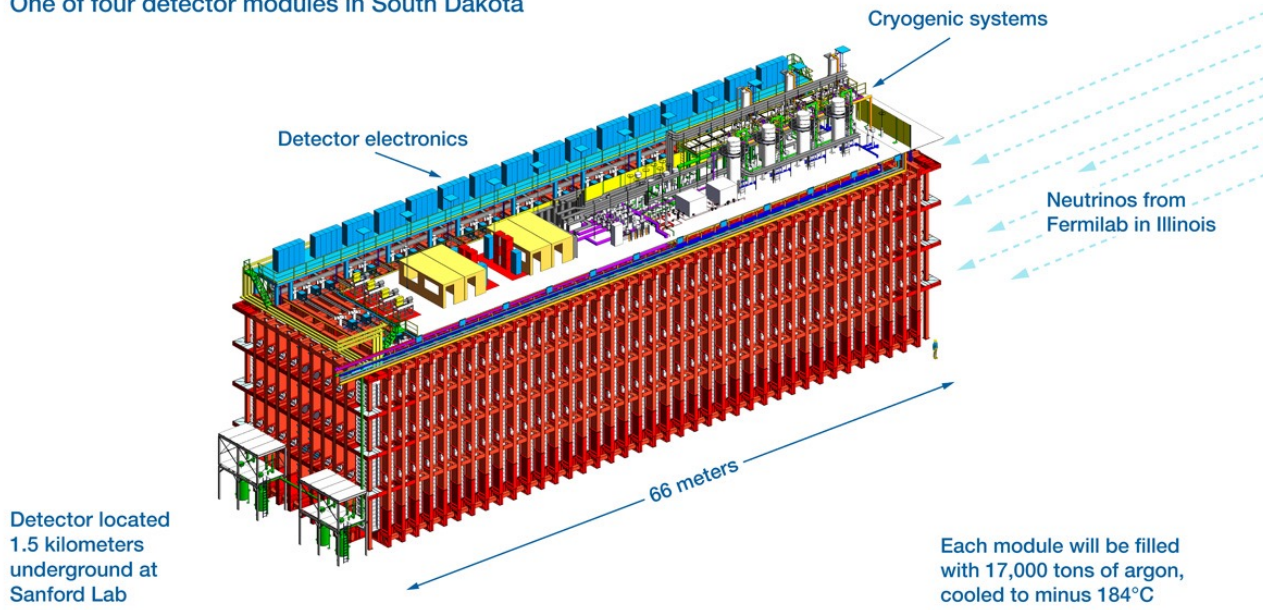 One of four detector modules in South Dakota
Cryogenic systems
Detector electronics
Neutrinos from
Fermilab in Illinois
66 meters
Detector located
1.5 kilometers
underground at
Sanford Lab
Each module will be filled
with 17,000 tons of argon,
cooled to minus 184°C